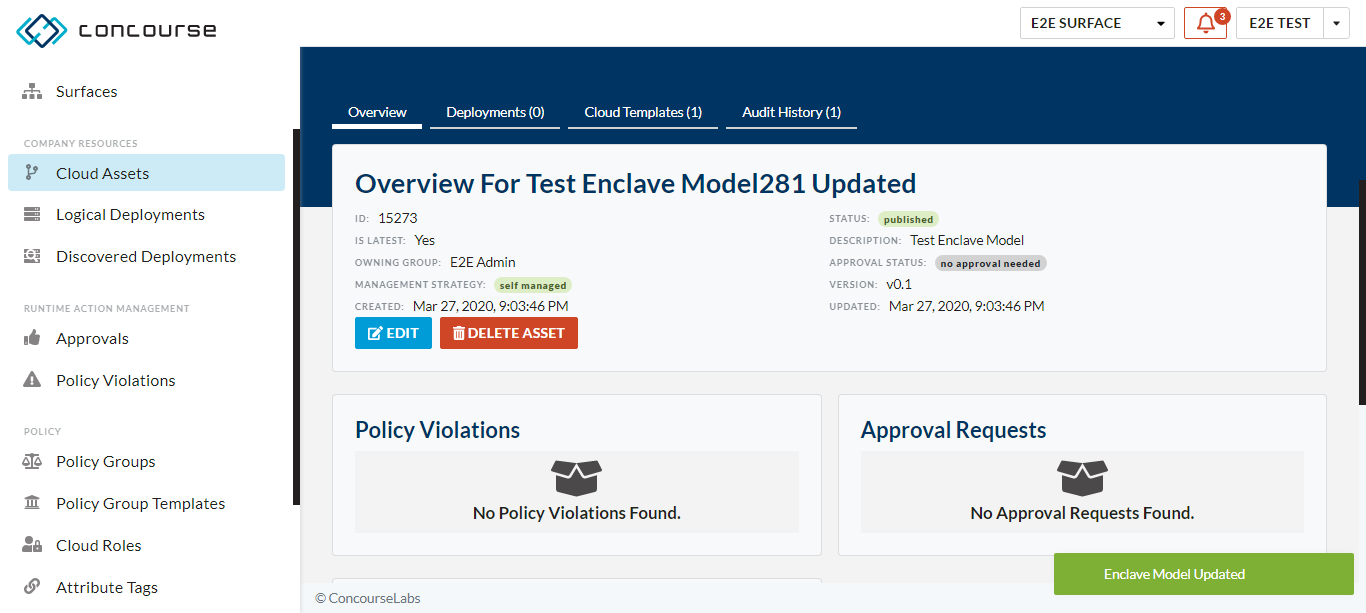 concourse
E2E SURFACE
3
E2E TEST
Surfaces
COMPANY RESOURCES
Cloud Assets
Logical Deployments
Discovered Deployments
RUNTIME ACTION MANAGEMENT
Approvals
Policy Violations
POLICY
Policy Groups
Policy Group Templates
Cloud Roles
Attribute Tags
Overview
Deployments (0)
Cloud Templates (1)
Audit History (1)
Overview For Test Enclave Model281 Updated
ID: 15273
IS LATEST: Yes
OWNING GROUP: E2E Admin
MANAGEMENT STRATEGY: self managed
CREATED: Mar 27, 2020, 9:03:46 PM
STATUS: published
DESCRIPTION: Test Enclave Model
APPROVAL STATUS: no approval needed
VERSION: v0.1
UPDATED: Mar 27, 2020, 9:03:46 PM
EDIT
DELETE ASSET
Policy Violations
No Policy Violations Found.
Approval Requests
No Approval Requests Found.
Enclave Model Updated
© ConcourseLabs